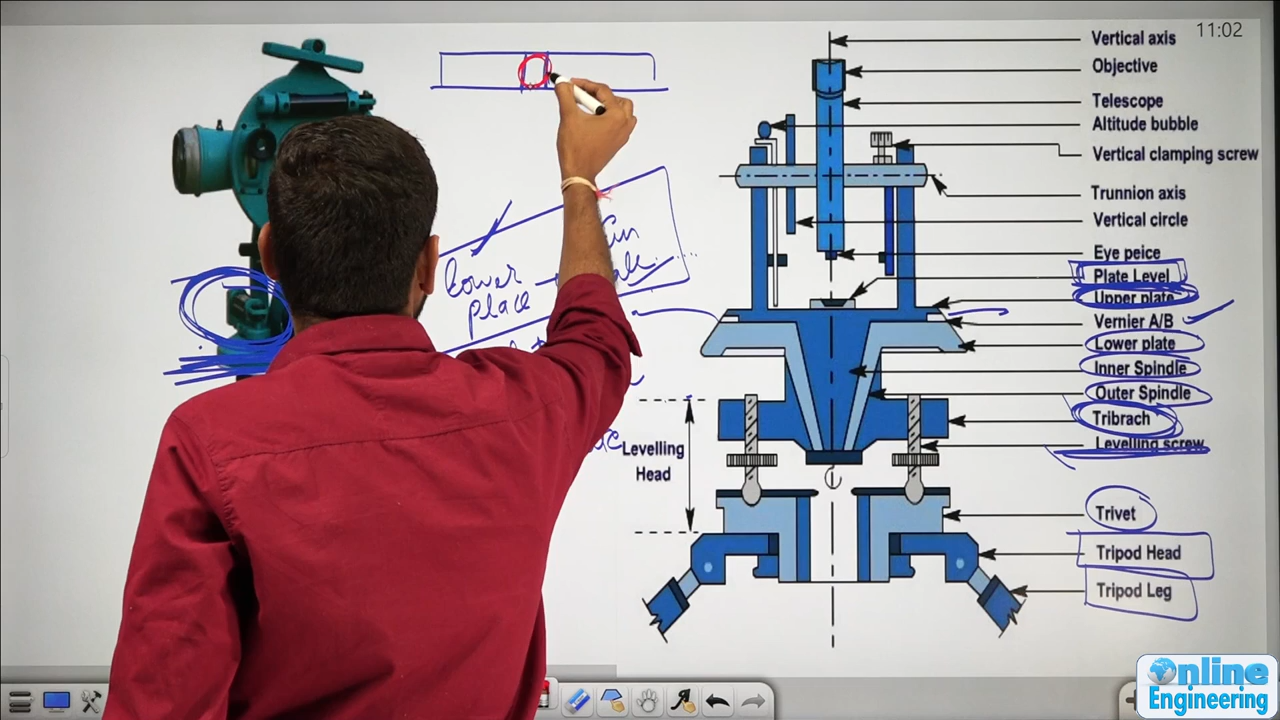 11:02
Vertical axis
Objective
Telescope
Altitude bubble
Vertical clamping screw
Trunnion axis
Vertical circle
Eye peice
Plate Level
Upper plate
Vernier A/B
Lower plate
Inner Spindle
Outer Spindle
Tribrach
Levelling screw
Trivet
Tripod Head
Tripod Leg
Levelling
Head
Lower
place
Online
Engineering